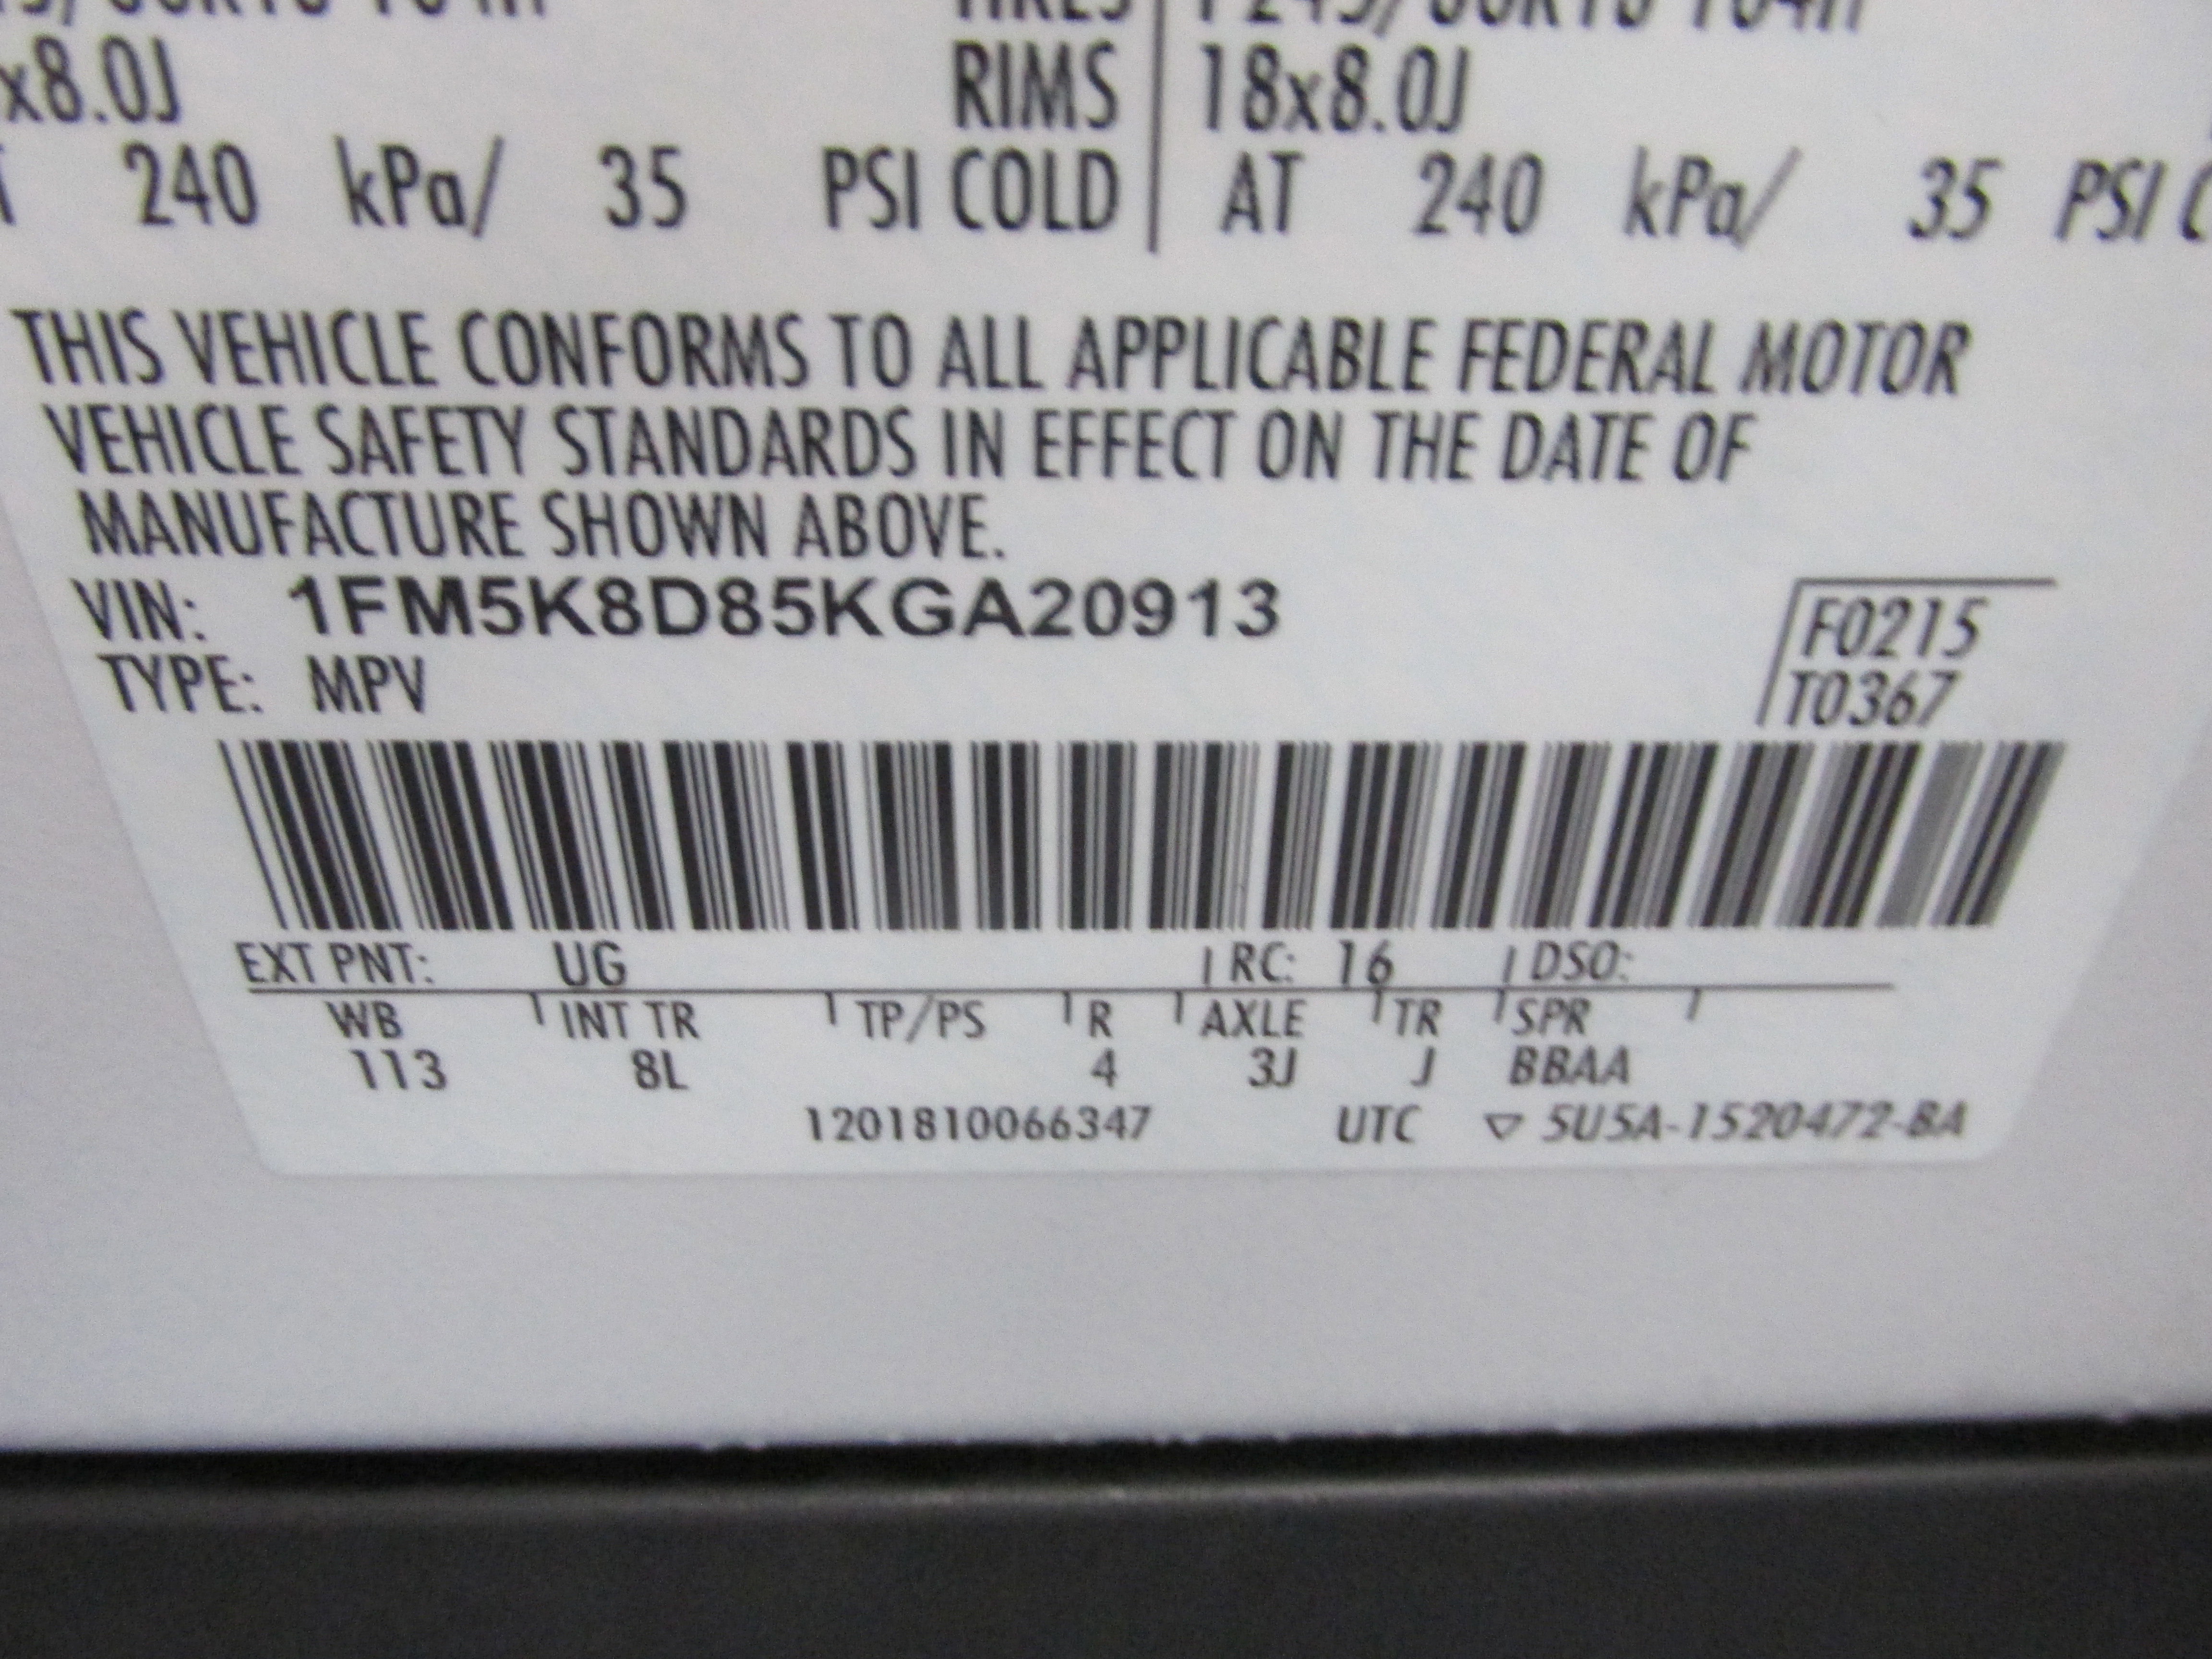 RIMS 18x8.0J
x8.0J
240 kPa/ 35 PSI COLD AT 240 kPa/ 35 PSI
THIS VEHICLE CONFORMS TO ALL APPLICABLE FEDERAL MOTOR
VEHICLE SAFETY STANDARDS IN EFFECT ON THE DATE OF
MANUFACTURE SHOWN ABOVE.
VIN: 1FM5K8D85KGA20913
F0215
TYPE: MPV
T0367
EXT PNT: UG RC: 16 DSO:
WB INT TR TP/PS R AXLE TR SPR
113 8L 4 3J J BBAA
1201810066347 UTC ▽ 5U5A-1520472-BA